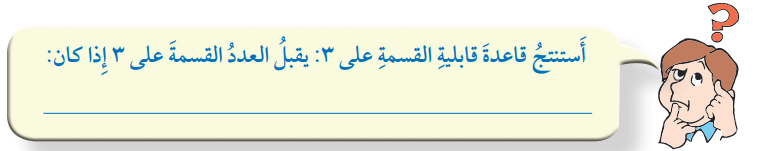 ?
أَستنتجُ قاعدةَ قابليةِ القسمةِ على ٣: يقبلُ العددُ القسمةَ على ٣ إِذا كان: